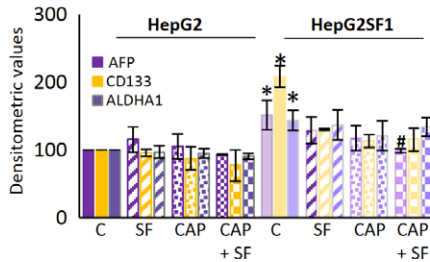 HepG2 HepG2SF1
300
AFP
CD133
ALDHA1
200
100
0
Densitometric values
* * *
#
C SF CAP CAP + SF C SF CAP CAP + SF